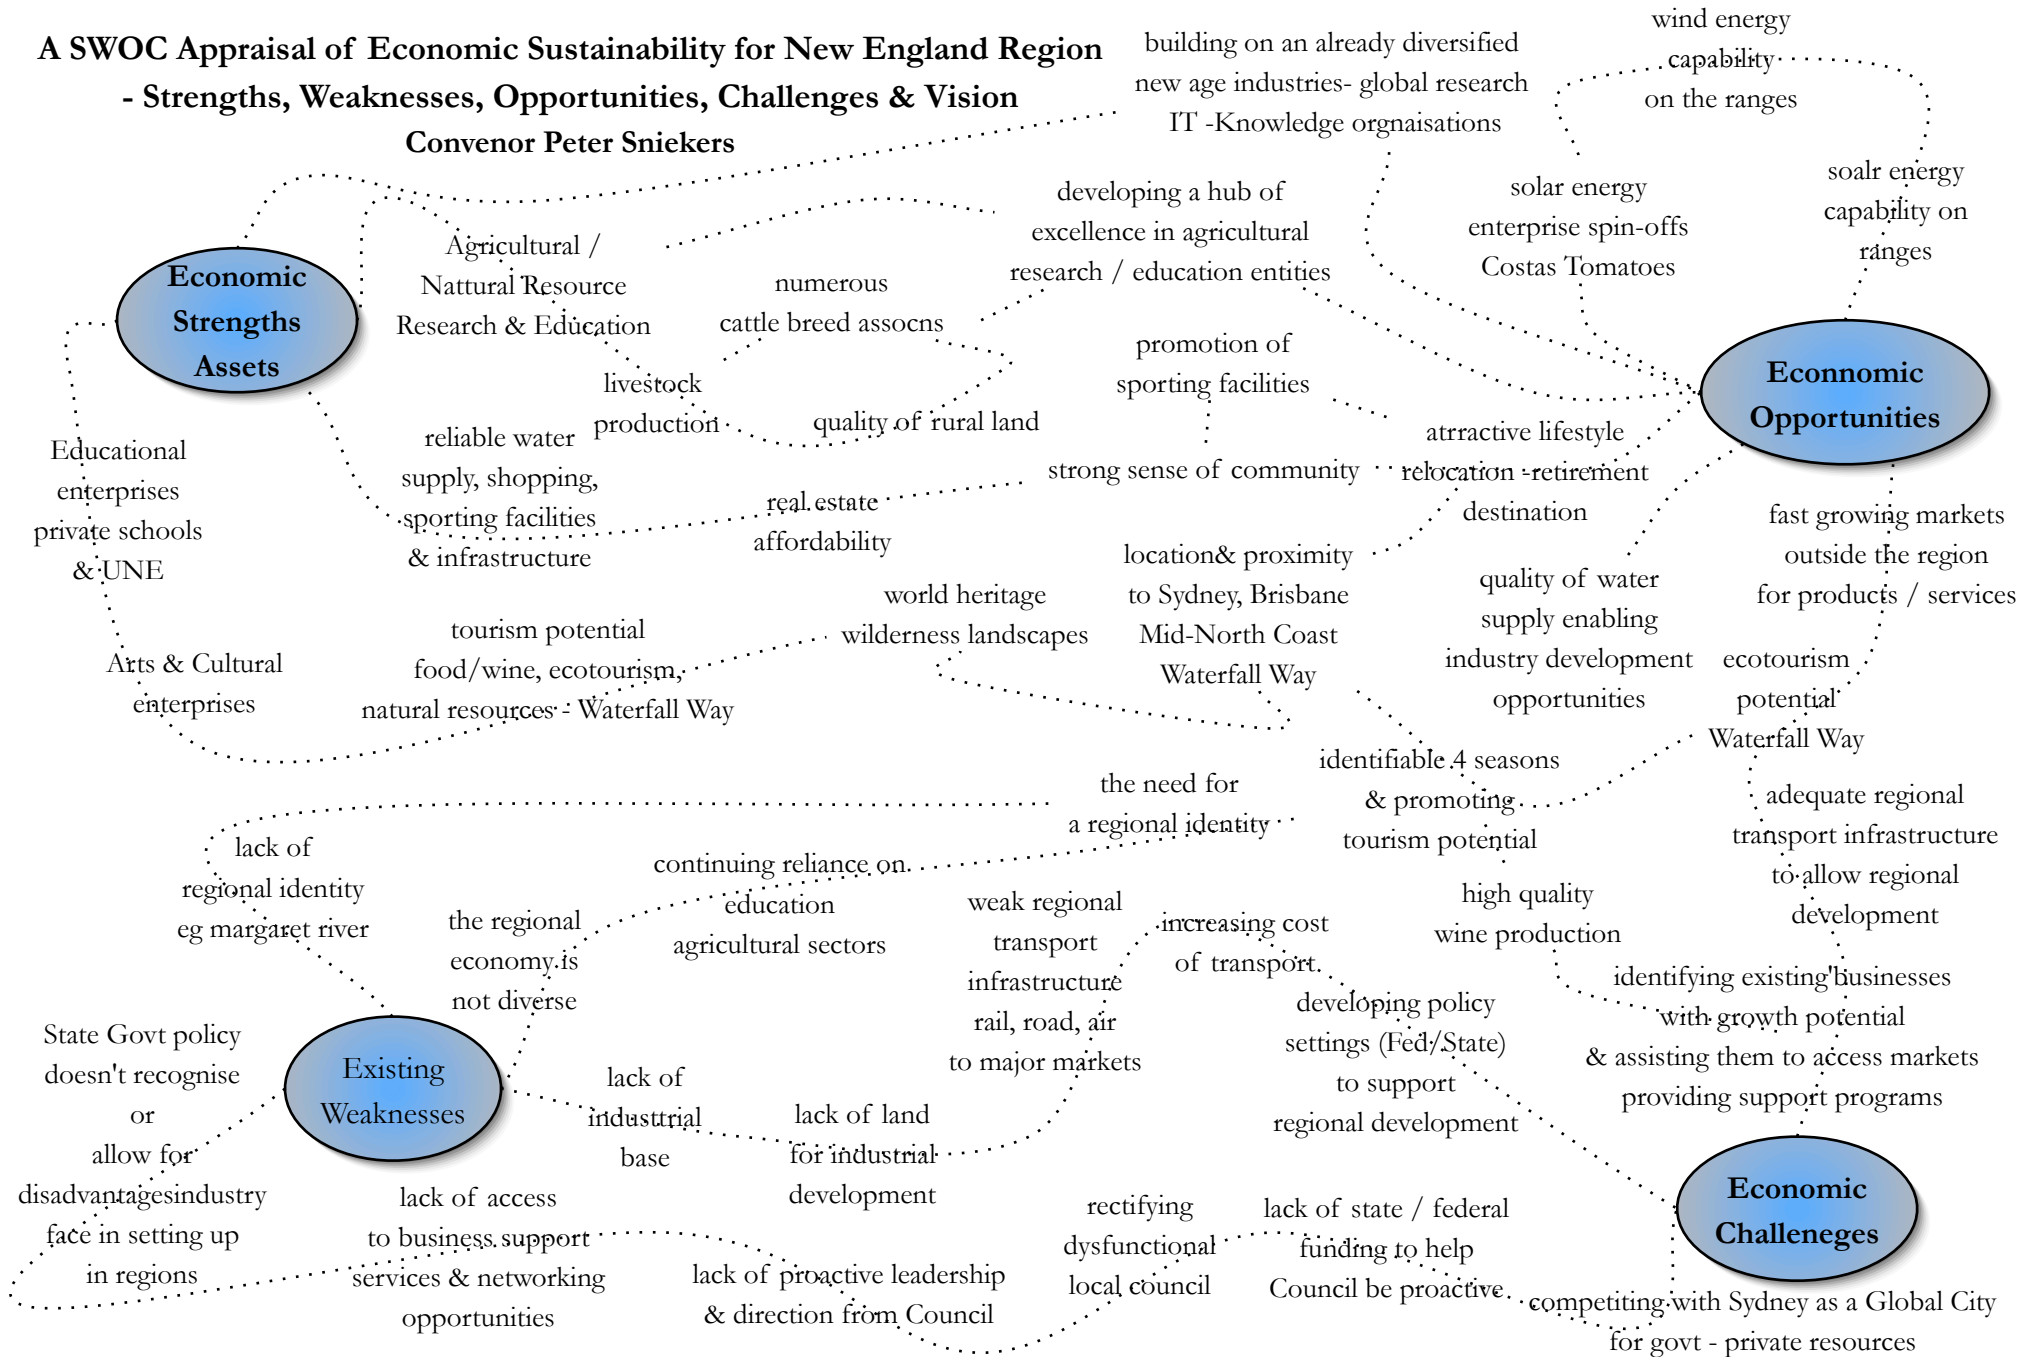 A SWOC Appraisal of Economic Sustainability for New England Region
- Strengths, Weaknesses, Opportunities, Challenges & Vision
Convenor Peter Sniekers
building on an already diversified
new age industries- global research
IT -Knowledge orgnaisations
wind energy
capability
on the ranges
solar energy
enterprise spin-offs
Costas Tomatoes
soalr energy
capability on
ranges
Economic
Strengths
Assets
Agricultural /
Nattural Resource
Research & Education
numerous
cattle breed assocns
developing a hub of
excellence in agricultural
research / education entities
promotion of
sporting facilities
Econnomic
Opportunities
livestock
production
quality of rural land
reliable water
supply, shopping,
sporting facilities
& infrastructure
real estate
affordability
strong sense of community
atrractive lifestyle
relocation -retirement
destination
Educational
enterprises
private schools
& UNE
location& proximity
to Sydney, Brisbane
Mid-North Coast
Waterfall Way
quality of water
supply enabling
industry development
opportunities
fast growing markets
outside the region
for products / services
world heritage
wilderness landscapes
tourism potential
food/wine, ecotourism,
natural resources - Waterfall Way
Arts & Cultural
enterprises
ecotourism
potential
Waterfall Way
identifiable 4 seasons
& promoting
tourism potential
the need for
a regional identity
adequate regional
transport infrastructure
to allow regional
development
lack of
regional identity
eg margaret river
continuing reliance on
education
agricultural sectors
the regional
economy is
not diverse
weak regional
transport
infrastructure
rail, road, air
to major markets
increasing cost
of transport
high quality
wine production
identifying existing businesses
with growth potential
& assisting them to access markets
providing support programs
developing policy
settings (Fed/State)
to support
regional development
State Govt policy
doesn't recognise
or
allow for
disadvantagesindustry
face in setting up
in regions
Existing
Weaknesses
lack of
industtrial
base
lack of land
for industrial
development
Economic
Challeneges
lack of access
to business support
services & networking
opportunities
lack of proactive leadership
& direction from Council
rectifying
dysfunctional
local council
lack of state / federal
funding to help
Council be proactive
competing with Sydney as a Global City
for govt - private resources